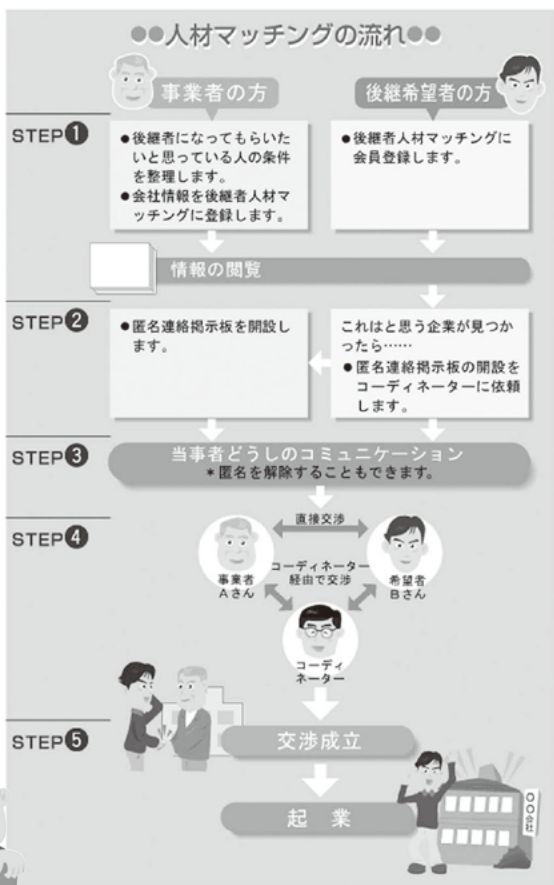 ●●人材マッチングの流れ●●
事業者の方
後継希望者の方
STEP❶
●後継者になってもらいた
いと思っている人の条件
を整理します。
●会社情報を後継者人材マ
ッチングに登録します。
●後継者人材マッチングに
会員登録します。
情報の閲覧
STEP❷
●匿名連絡掲示板を開設し
ます。
これはと思う企業が見つか
ったら……
●匿名連絡掲示板の開設を
コーディネーターに依頼
します。
STEP❸
当事者どうしのコミュニケーション
＊匿名を解除することもできます。
STEP❹
直接交渉
事業者
Aさん
コーディネーター
経由で交渉
希望者
Bさん
コーディ
ネーター
STEP❺
交渉成立
起業
〇〇会社